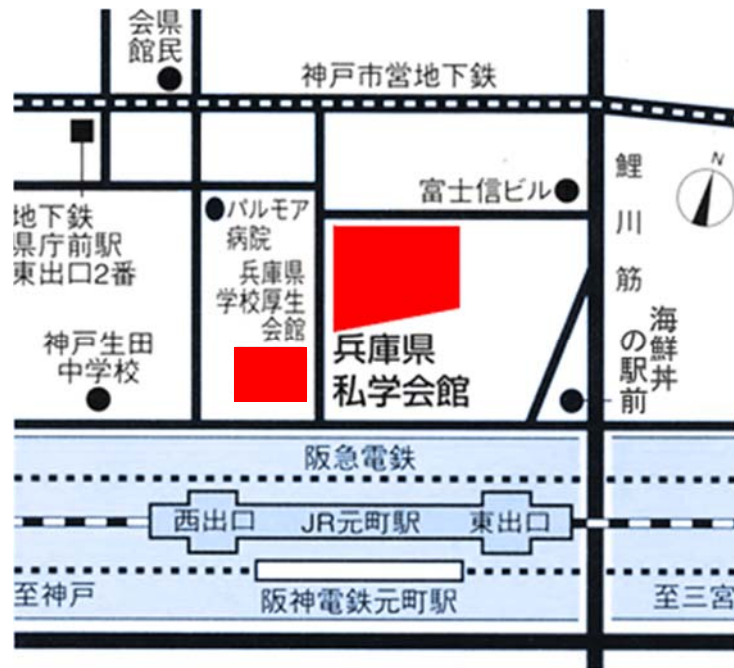 県民
会館
神戸市営地下鉄
富士信ビル
鯉川筋
N
パルモア
病院
地下鉄
県庁前駅
東出口2番
兵庫県
学校厚生
会館
神戸生田
中学校
兵庫県
私学会館
海鮮丼
の駅前
阪急電鉄
西出口
JR元町駅
東出口
至神戸
阪神電鉄元町駅
至三宮